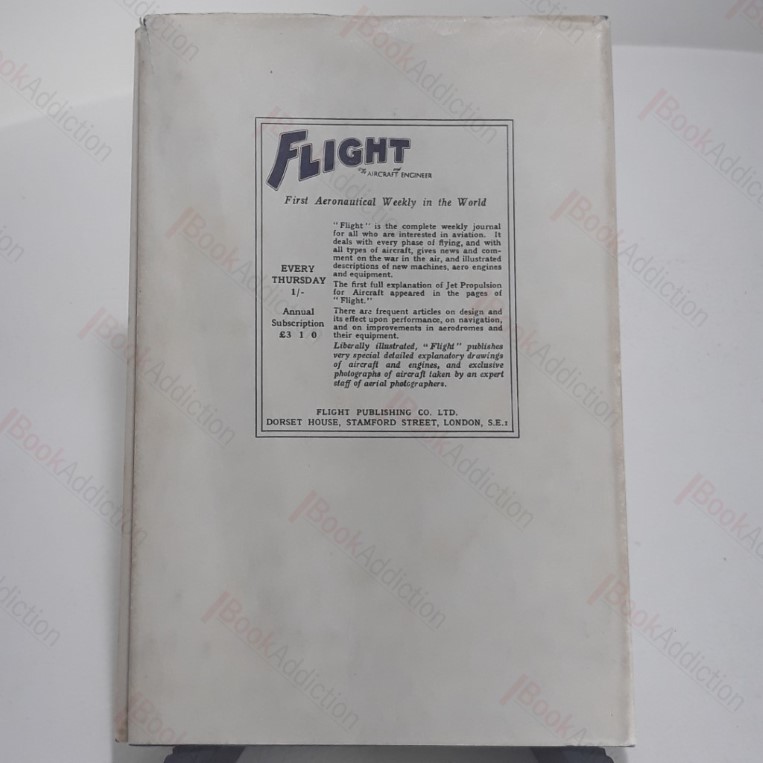 FLIGHT
and AIRCRAFT ENGINEER
First Aeronautical Weekly in the World
"Flight" is the complete weekly journal
for all who are interested in aviation. It
deals with every phase of flying, and with
all types of aircraft, gives news and com-
ment on the war in the air, and illustrated
descriptions of new machines, aero engines
and equipment.
The first full explanation of Jet Propulsion
for Aircraft appeared in the pages of
"Flight."
There are frequent articles on design and
its effect upon performance, on navigation,
and on improvements in aerodromes and
their equipment.
Liberally illustrated, "Flight" publishes
very special detailed explanatory drawings
of aircraft and engines, and exclusive
photographs of aircraft taken by an expert
staff of aerial photographers.
EVERY
THURSDAY
1/-
Annual
Subscription
£3 1 0
FLIGHT PUBLISHING CO. LTD.
DORSET HOUSE, STAMFORD STREET, LONDON, S.E.1
BookAddiction